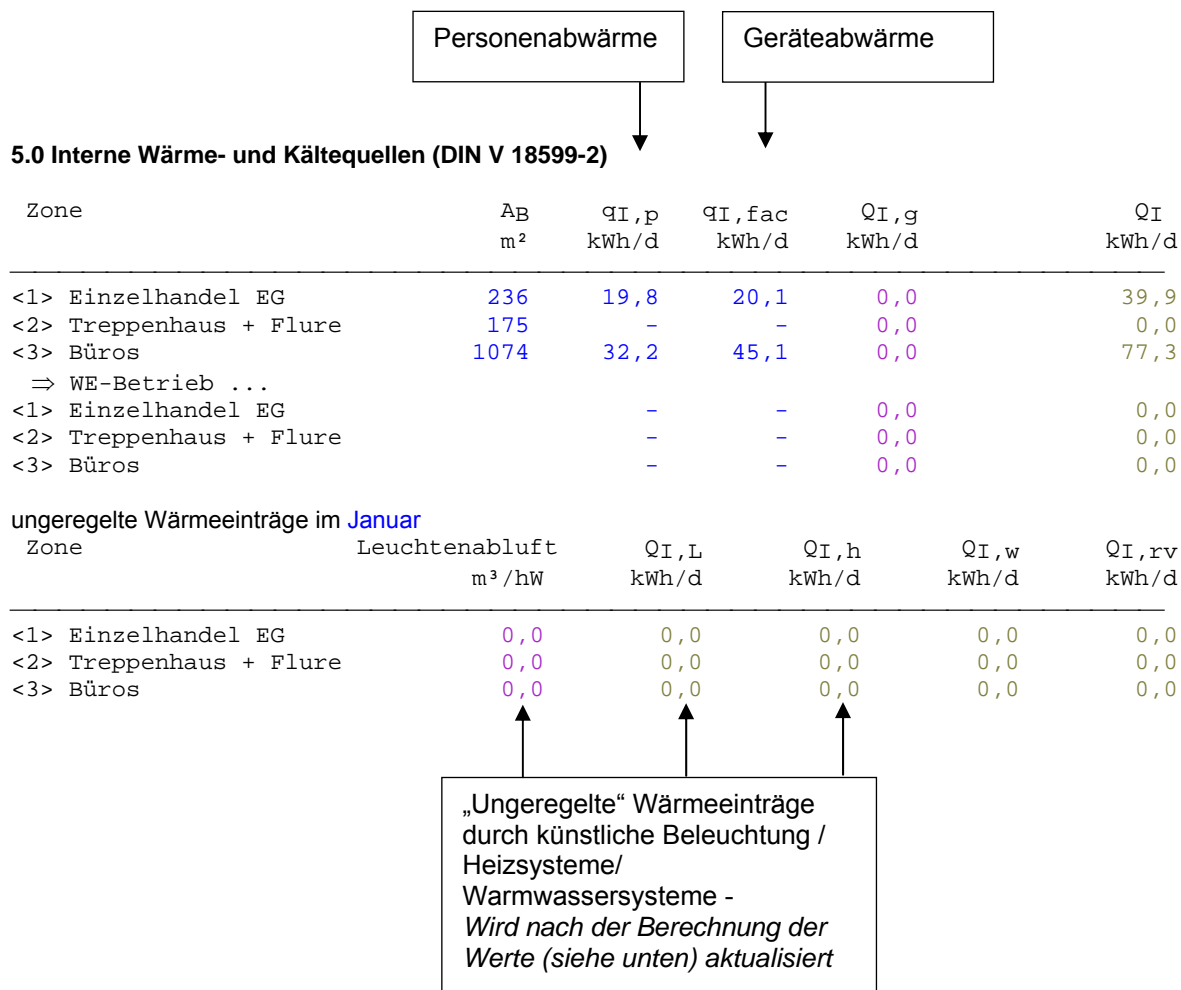 Personenabwärme Geräteabwärme
5.0 Interne Wärme- und Kältequellen (DIN V 18599-2)
Zone AB qI,p qI,fac QI,g QI
m² kWh/d kWh/d kWh/d kWh/d
<1> Einzelhandel EG 236 19,8 20,1 0,0 39,9
<2> Treppenhaus + Flure 175 - - 0,0 0,0
<3> Büros 1074 32,2 45,1 0,0 77,3
⇒ WE-Betrieb ...
<1> Einzelhandel EG - - 0,0 0,0
<2> Treppenhaus + Flure - - 0,0 0,0
<3> Büros - - 0,0 0,0
ungeregelte Wärmeeinträge im Januar
Zone Leuchtenabluft QI,L QI,h QI,w QI,rv
m³/hW kWh/d kWh/d kWh/d kWh/d
<1> Einzelhandel EG 0,0 0,0 0,0 0,0 0,0
<2> Treppenhaus + Flure 0,0 0,0 0,0 0,0 0,0
<3> Büros 0,0 0,0 0,0 0,0 0,0
„Ungeregelte“ Wärmeeinträge
durch künstliche Beleuchtung /
Heizsysteme/
Warmwassersysteme -
Wird nach der Berechnung der
Werte (siehe unten) aktualisiert